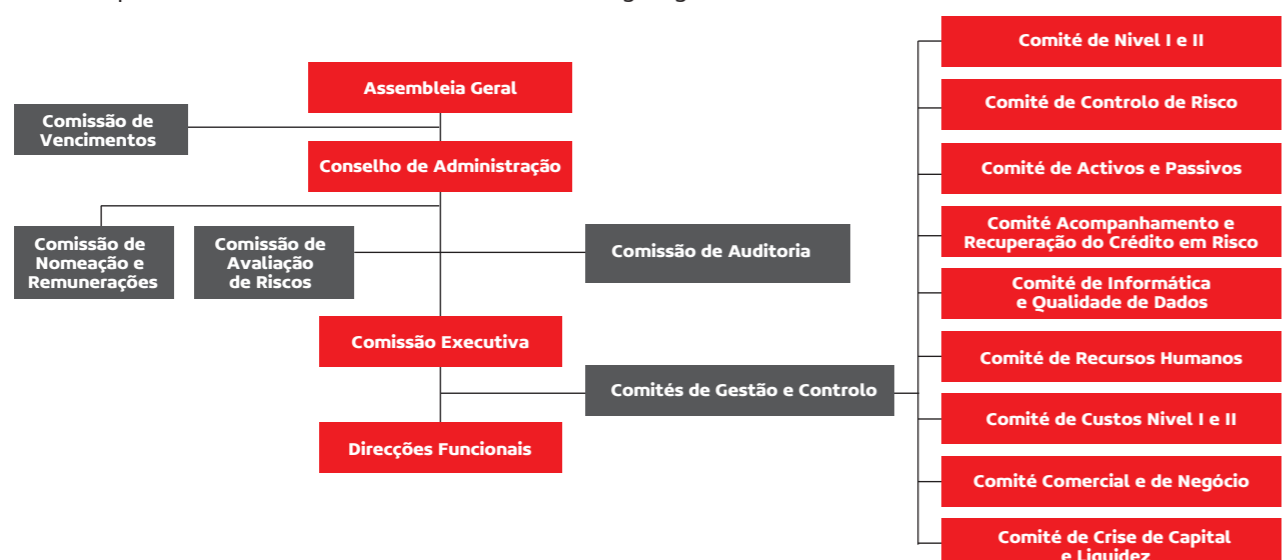 Assembleia Geral
Comissão de
Vencimentos
Conselho de Administração
Comissão de
Nomeação e
Remunerações
Comissão de
Avaliação
de Riscos
Comissão de Auditoria
Comissão Executiva
Comités de Gestão e Controlo
Direcções Funcionais
Comité de Nivel I e II
Comité de Controlo de Risco
Comité de Activos e Passivos
Comité Acompanhamento e
Recuperação do Crédito em Risco
Comité de Informática
e Qualidade de Dados
Comité de Recursos Humanos
Comité de Custos Nivel I e II
Comité Comercial e de Negócio
Comité de Crise de Capital
e Liquidez